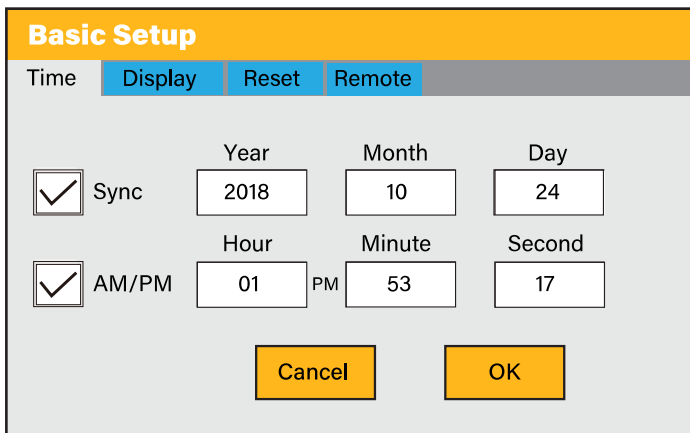 Basic Setup
Time Display Reset Remote
Year Month Day
Sync 2018 10 24
Hour Minute Second
AM/PM 01 PM 53 17
Cancel OK